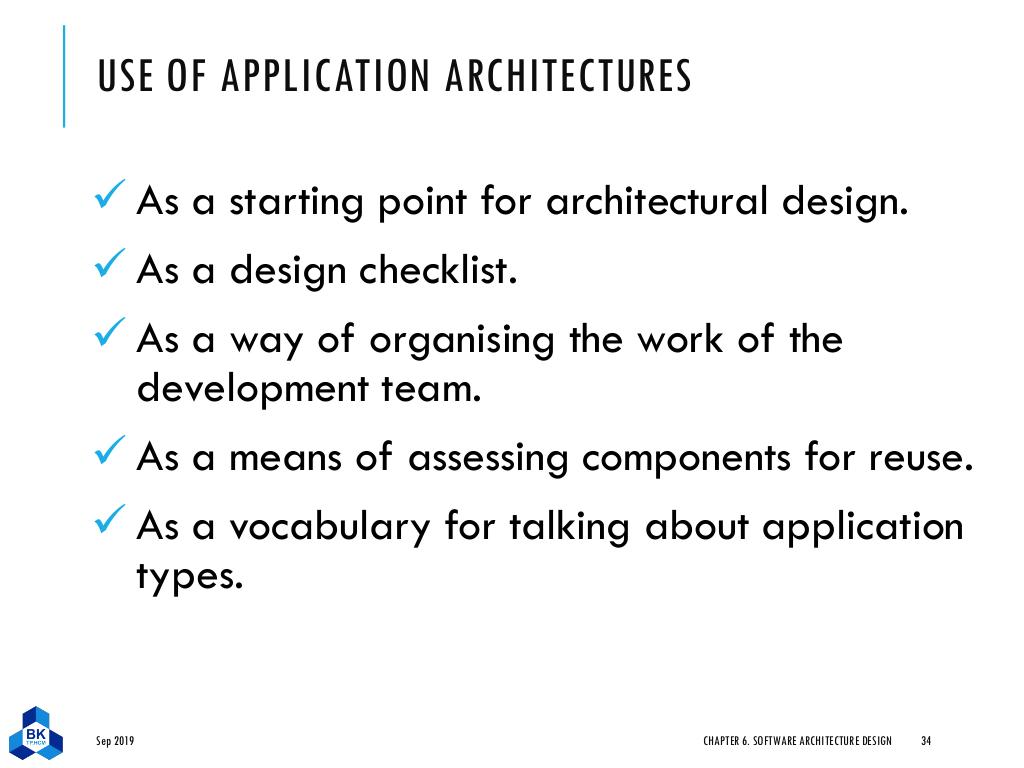 USE OF APPLICATION ARCHITECTURES
✓ As a starting point for architectural design.
✓ As a design checklist.
✓ As a way of organising the work of the
development team.
✓ As a means of assessing components for reuse.
✓ As a vocabulary for talking about application
types.
BK
TP.HCM
Sep 2019
CHAPTER 6. SOFTWARE ARCHITECTURE DESIGN
34